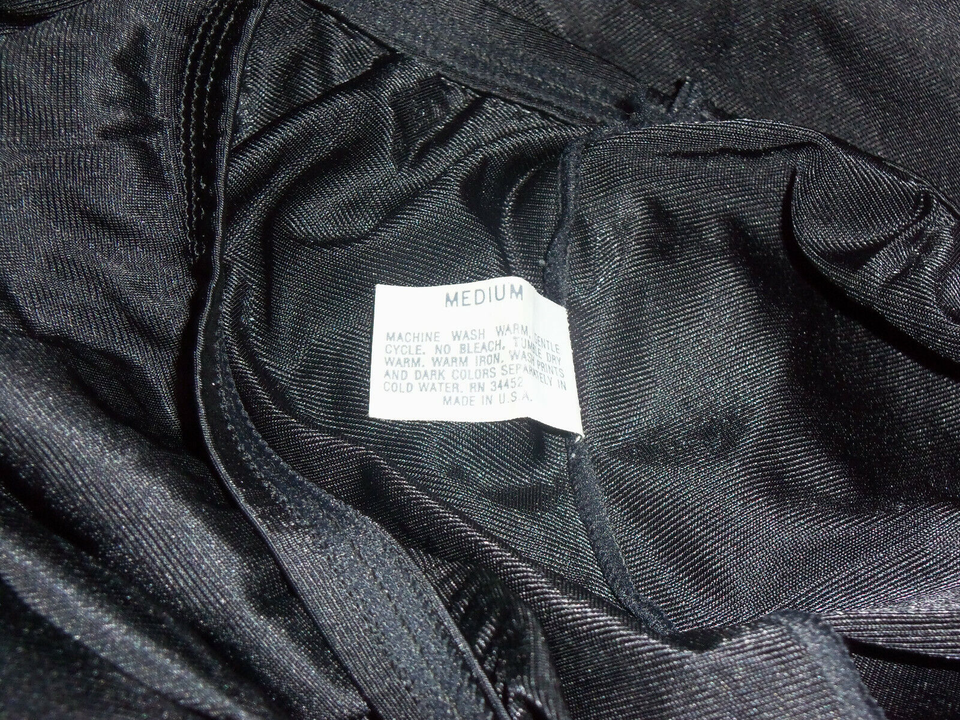 MEDIUM
MACHINE WASH WARM, GENTLE
CYCLE. NO BLEACH. TUMBLE DRY
WARM. WARM IRON. WASH PRINTS
AND DARK COLORS SEPARATELY IN
COLD WATER. RN 34452
MADE IN U.S.A.